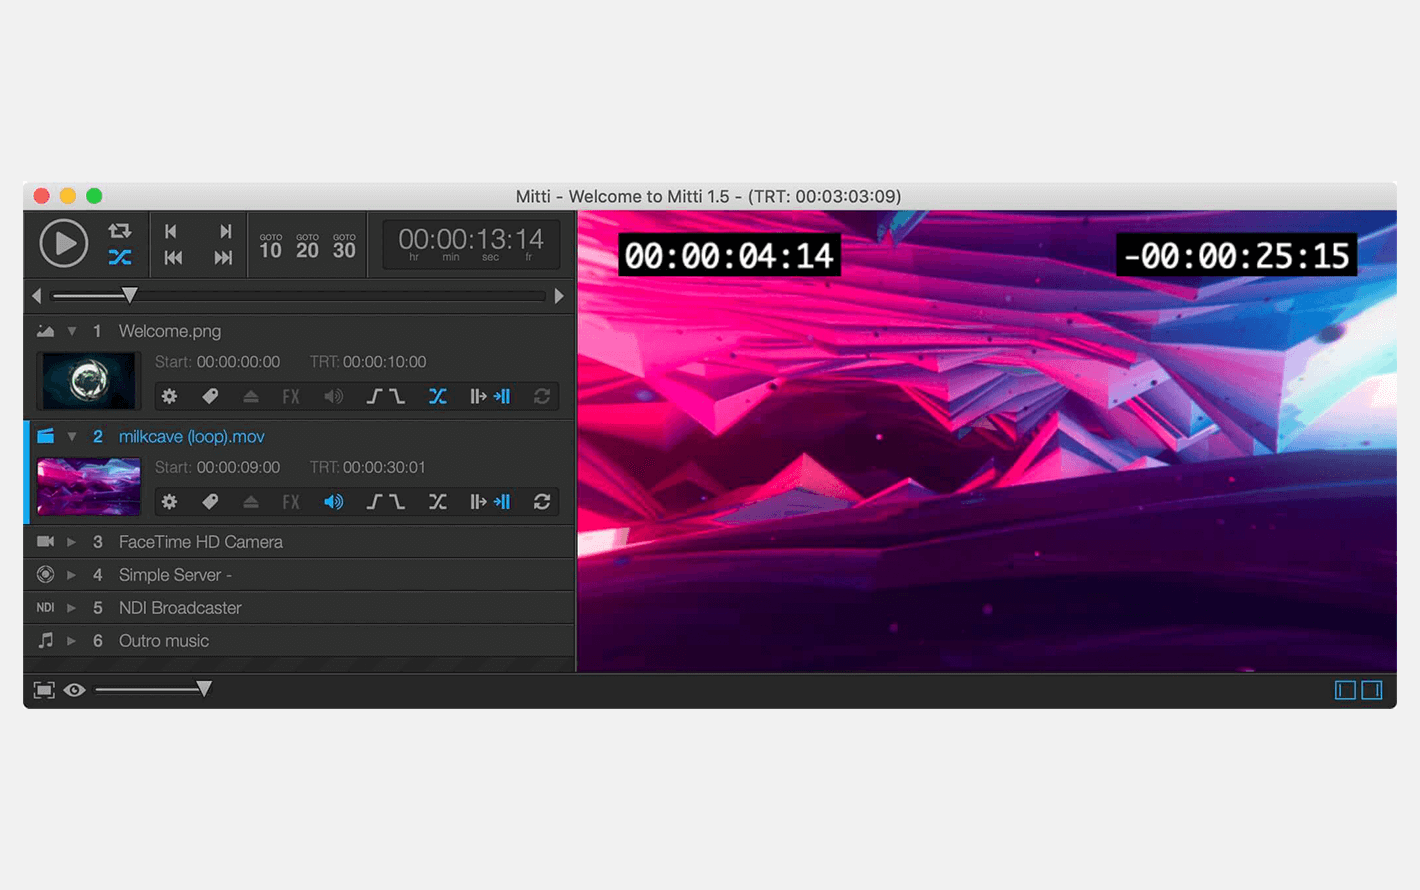 Mitti - Welcome to Mitti 1.5 - (TRT: 00:03:03:09)
GOTO 10 GOTO 20 GOTO 30
00:00:13:14
hr min sec fr
00:00:04:14
-00:00:25:15
1 Welcome.png
Start: 00:00:00:00 TRT: 00:00:10:00
FX
2 milkcave (loop).mov
Start: 00:00:09:00 TRT: 00:00:30:01
FX
3 FaceTime HD Camera
4 Simple Server -
NDI 5 NDI Broadcaster
6 Outro music